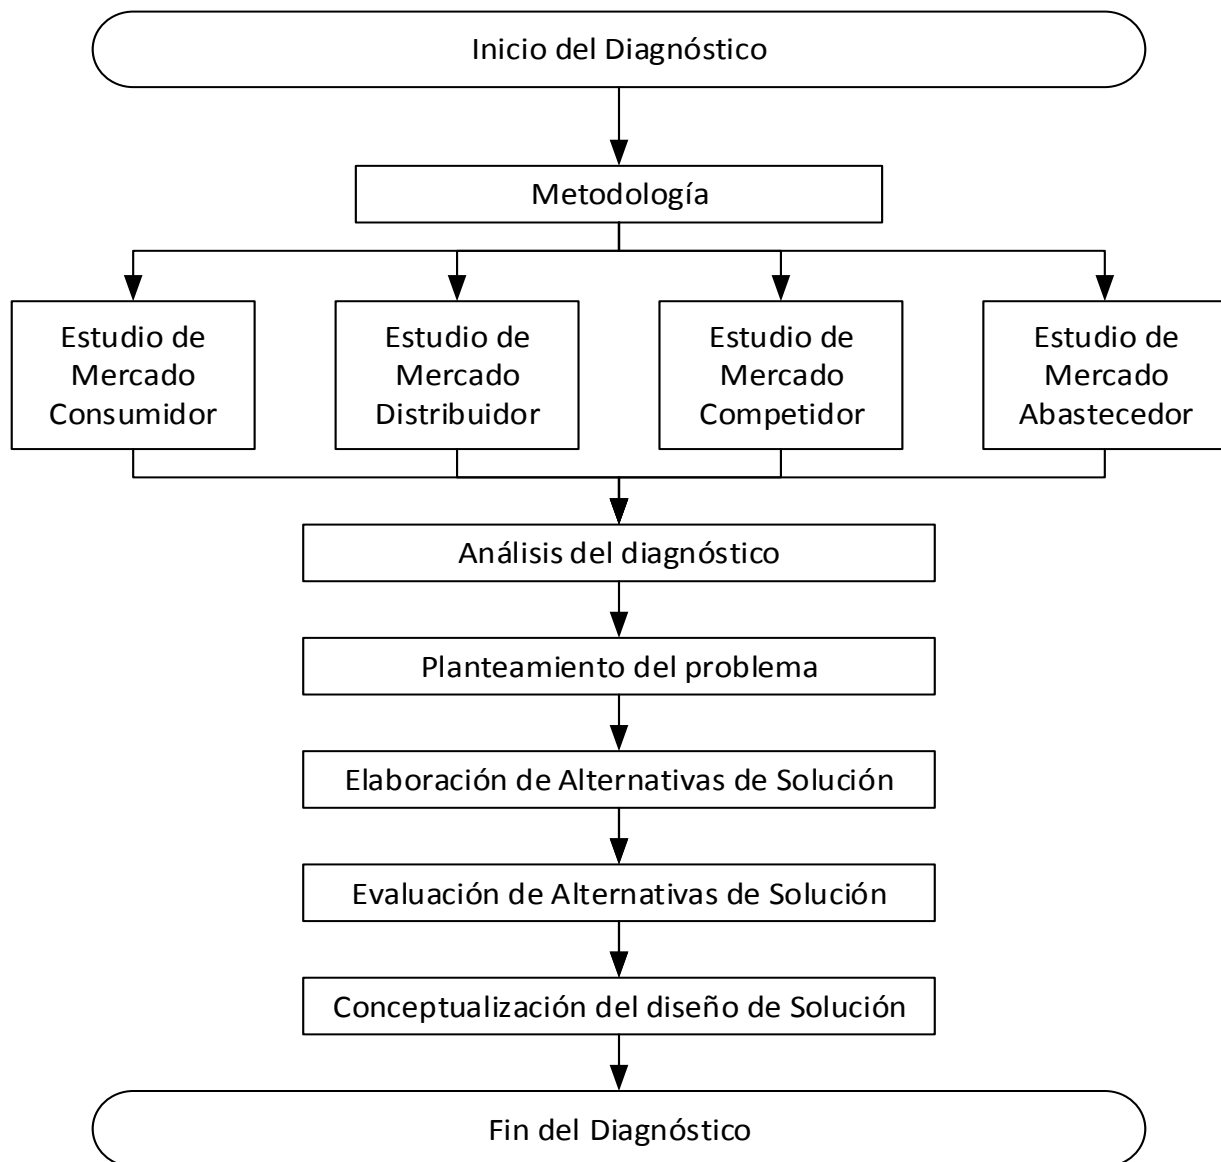 Inicio del Diagnóstico
Metodología
Estudio de
Mercado
Consumidor
Estudio de
Mercado
Distribuidor
Estudio de
Mercado
Competidor
Estudio de
Mercado
Abastecedor
Análisis del diagnóstico
Planteamiento del problema
Elaboración de Alternativas de Solución
Evaluación de Alternativas de Solución
Conceptualización del diseño de Solución
Fin del Diagnóstico